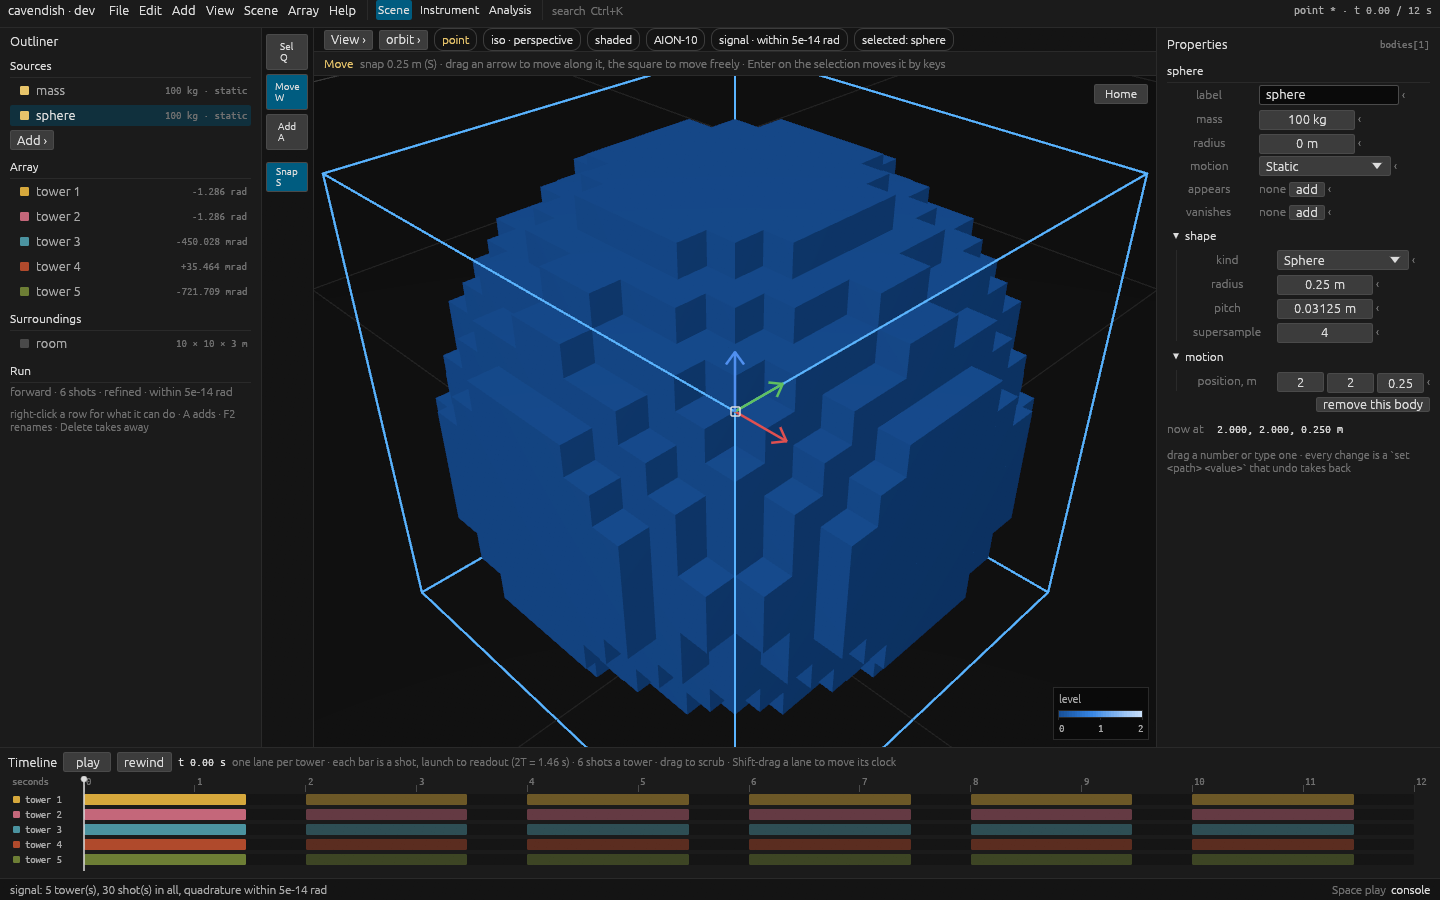 cavendish · dev File Edit Add View Scene Array Help Scene Instrument Analysis search Ctrl+K point * · t 0.00 / 12 s
Outliner
Sources
mass 100 kg · static
sphere 100 kg · static
Add ›
Array
tower 1 -1.286 rad
tower 2 -1.286 rad
tower 3 -450.028 mrad
tower 4 +35.464 mrad
tower 5 -721.709 mrad
Surroundings
room 10 × 10 × 3 m
Run
forward · 6 shots · refined · within 5e-14 rad
right-click a row for what it can do · A adds · F2
renames · Delete takes away
Sel
Q
Move
W
Add
A
Snap
S
View › orbit › point iso · perspective shaded AION-10 signal · within 5e-14 rad selected: sphere
Move snap 0.25 m (S) · drag an arrow to move along it, the square to move freely · Enter on the selection moves it by keys
Home
level
0 1 2
Properties bodies[1]
sphere
label sphere ‹
mass 100 kg ‹
radius 0 m ‹
motion Static ‹
appears none add ‹
vanishes none add ‹
shape
kind Sphere ‹
radius 0.25 m ‹
pitch 0.03125 m ‹
supersample 4 ‹
motion
position, m 2 2 0.25 ‹
remove this body
now at 2.000, 2.000, 0.250 m
drag a number or type one · every change is a `set
<path> <value>` that undo takes back
Timeline play rewind t 0.00 s one lane per tower · each bar is a shot, launch to readout (2T = 1.46 s) · 6 shots a tower · drag to scrub · Shift-drag a lane to move its clock
seconds 0 1 2 3 4 5 6 7 8 9 10 11 12
tower 1
tower 2
tower 3
tower 4
tower 5
signal: 5 tower(s), 30 shot(s) in all, quadrature within 5e-14 rad Space play console